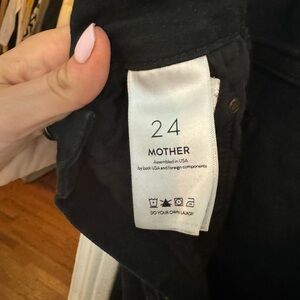 24
MOTHER
Assembled in USA
by both USA and foreign components
DO YOUR OWN LAUNDRY